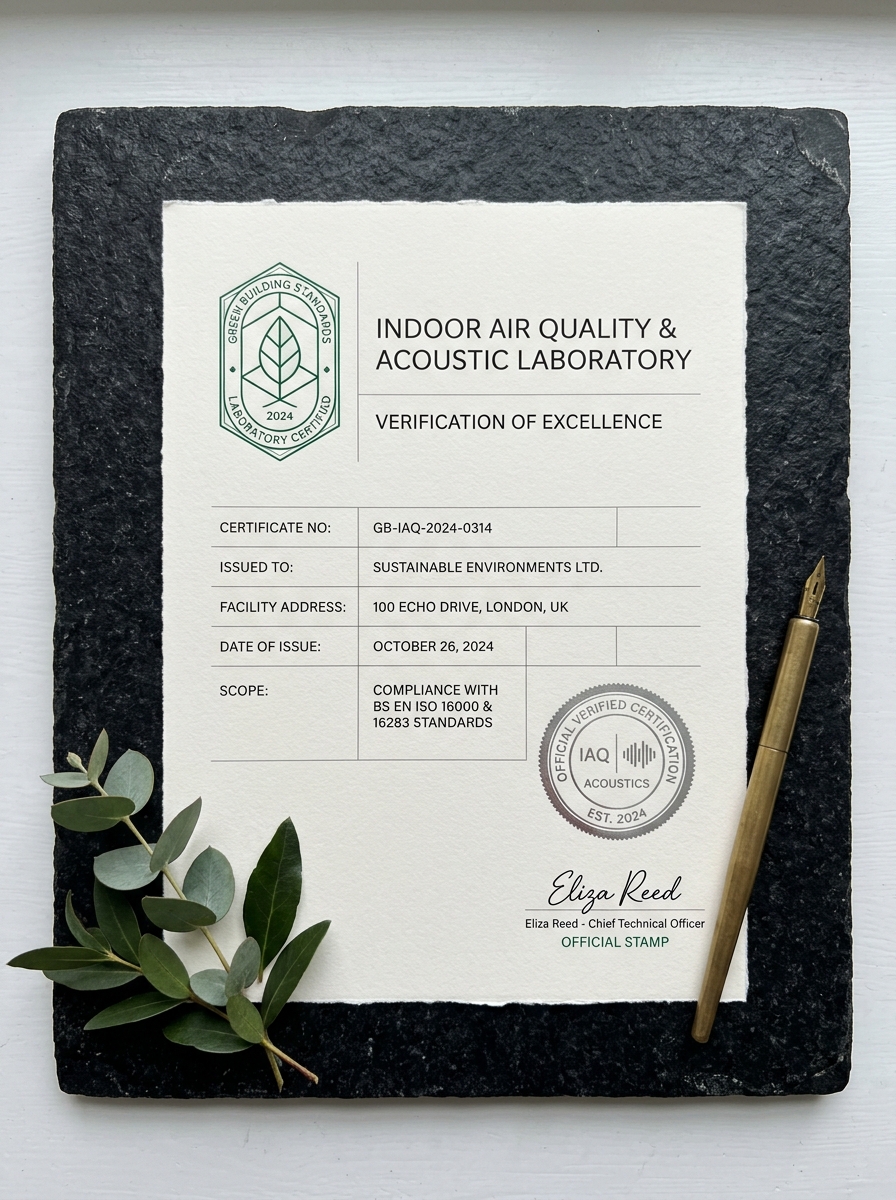 GREEN BUILDING STANDARDS
2024
LABORATORY CERTIFIUD
INDOOR AIR QUALITY &
ACOUSTIC LABORATORY
VERIFICATION OF EXCELLENCE
CERTIFICATE NO: GB-IAQ-2024-0314
ISSUED TO: SUSTAINABLE ENVIRONMENTS LTD.
FACILITY ADDRESS: 100 ECHO DRIVE, LONDON, UK
DATE OF ISSUE: OCTOBER 26, 2024
SCOPE: COMPLIANCE WITH
BS EN ISO 16000 &
16283 STANDARDS
OFFICIAL VERIFIED CERTIFICATION
IAQ
ACOUSTICS
EST. 2024
Eliza Reed
Eliza Reed - Chief Technical Officer
OFFICIAL STAMP